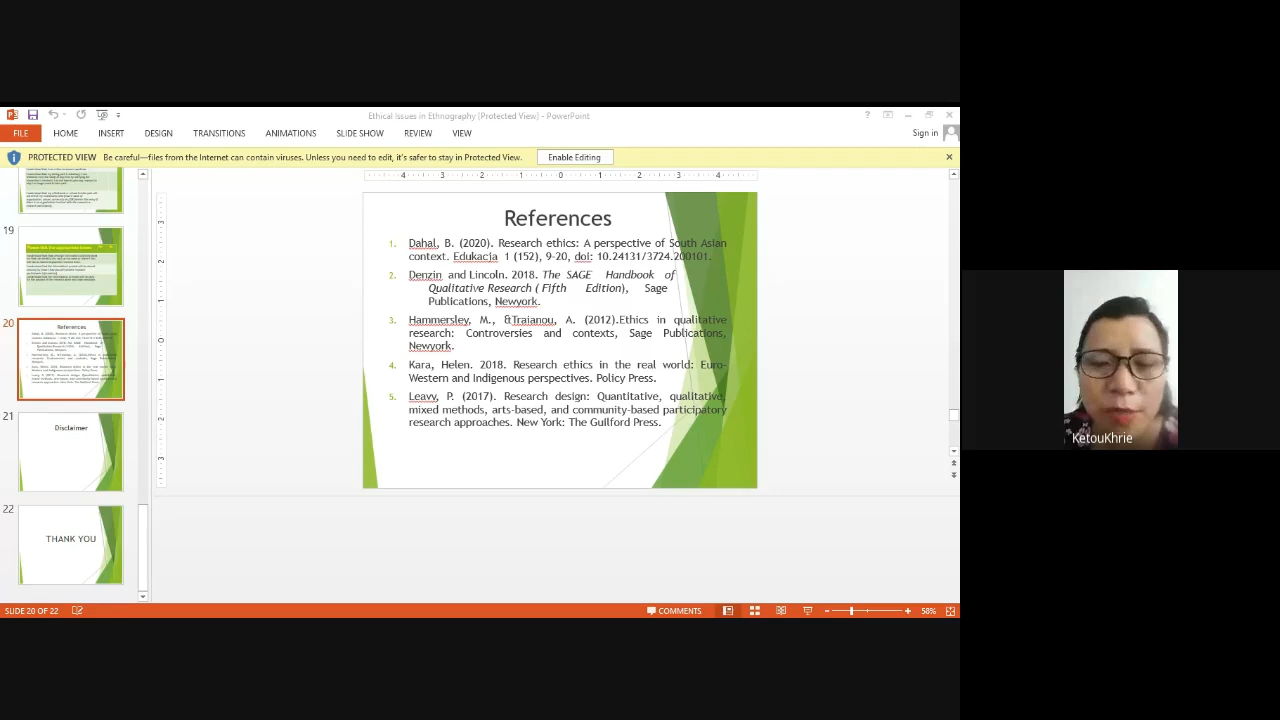 Ethical Issues in Ethnography [Protected View] - PowerPoint
FILE HOME INSERT DESIGN TRANSITIONS ANIMATIONS SLIDE SHOW REVIEW VIEW Sign in
PROTECTED VIEW Be careful—files from the Internet can contain viruses. Unless you need to edit, it's safer to stay in Protected View. Enable Editing
19
20
References
21
Disclaimer
22
THANK YOU
References
1. Dahal, B. (2020). Research ethics: A perspective of South Asian
context. Edukacja (152), 9-20, doi: 10.24131/3724.200101.
2. Denzin and Lincoln. 2018. The SAGE Handbook of
Qualitative Research ( Fifth Edition), Sage
Publications, Newyork.
3. Hammersley, M., &Traianou, A. (2012).Ethics in qualitative
research: Controversies and contexts, Sage Publications,
Newyork.
4. Kara, Helen. 2018. Research ethics in the real world: Euro-
Western and Indigenous perspectives. Policy Press.
5. Leavy, P. (2017). Research design: Quantitative, qualitative,
mixed methods, arts-based, and community-based participatory
research approaches. New York: The Guilford Press.
KetouKhrie
SLIDE 20 OF 22 COMMENTS 58%